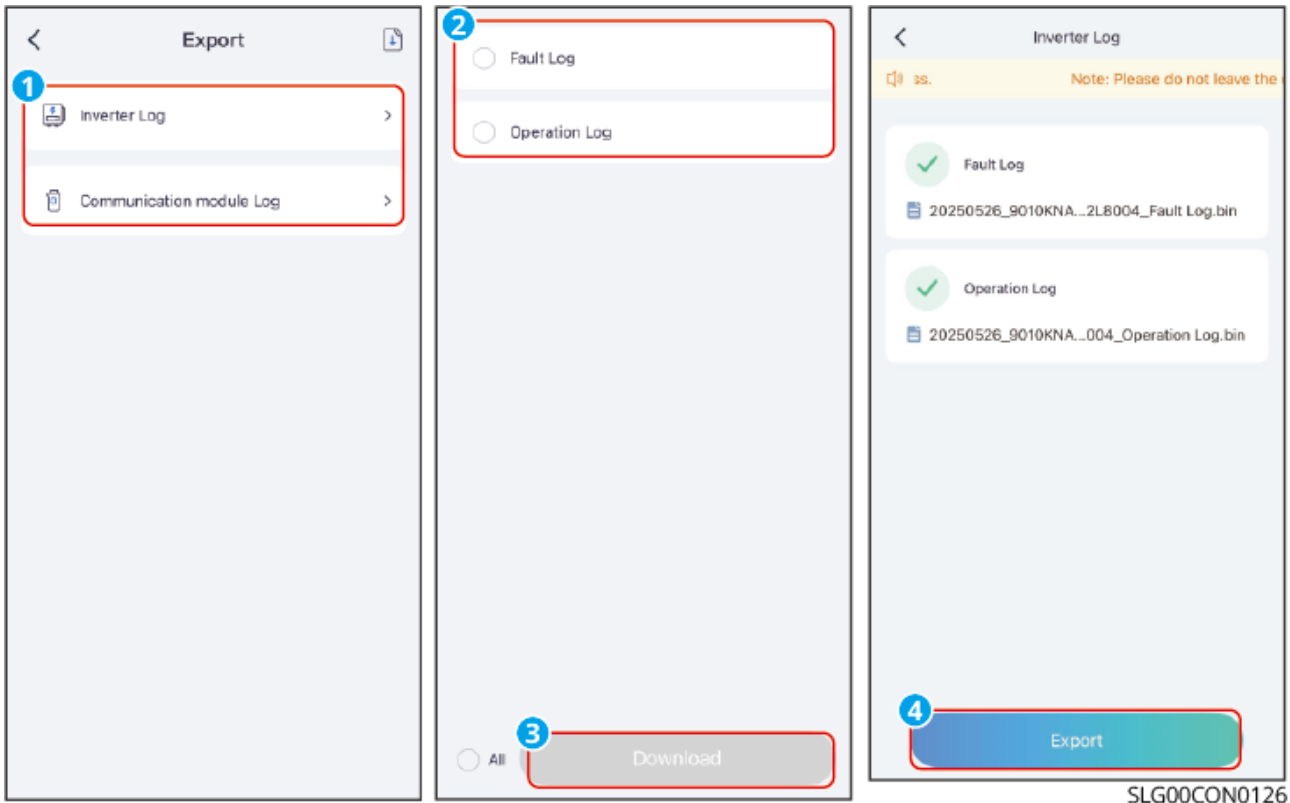 Export
1
Inverter Log
Communication module Log
2
Fault Log
Operation Log
3
All
Download
Inverter Log
ss. Note: Please do not leave the
Fault Log
20250526_9010KNA...2L8004_Fault Log.bin
Operation Log
20250526_9010KNA...004_Operation Log.bin
4
Export
SLG00CON0126